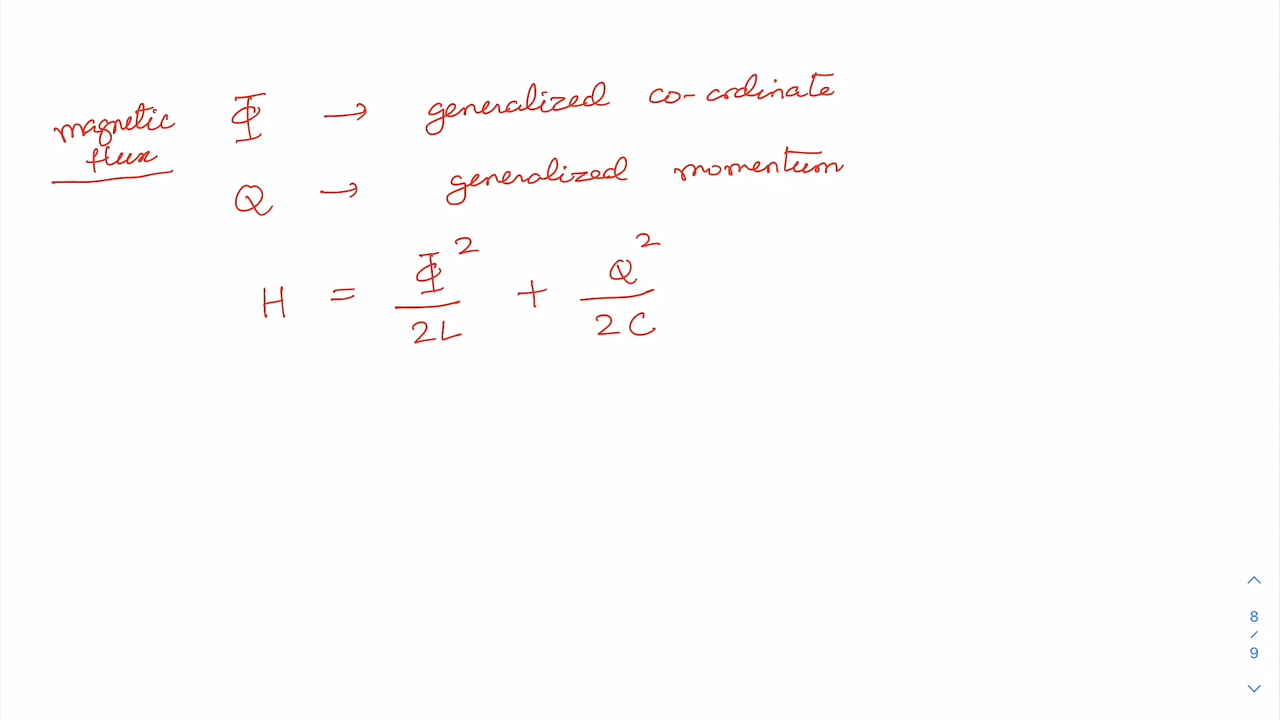 magnetic flux Φ → generalized co-ordinate
Q → generalized momentum
H = Φ²/2L + Q²/2C
8
/
9